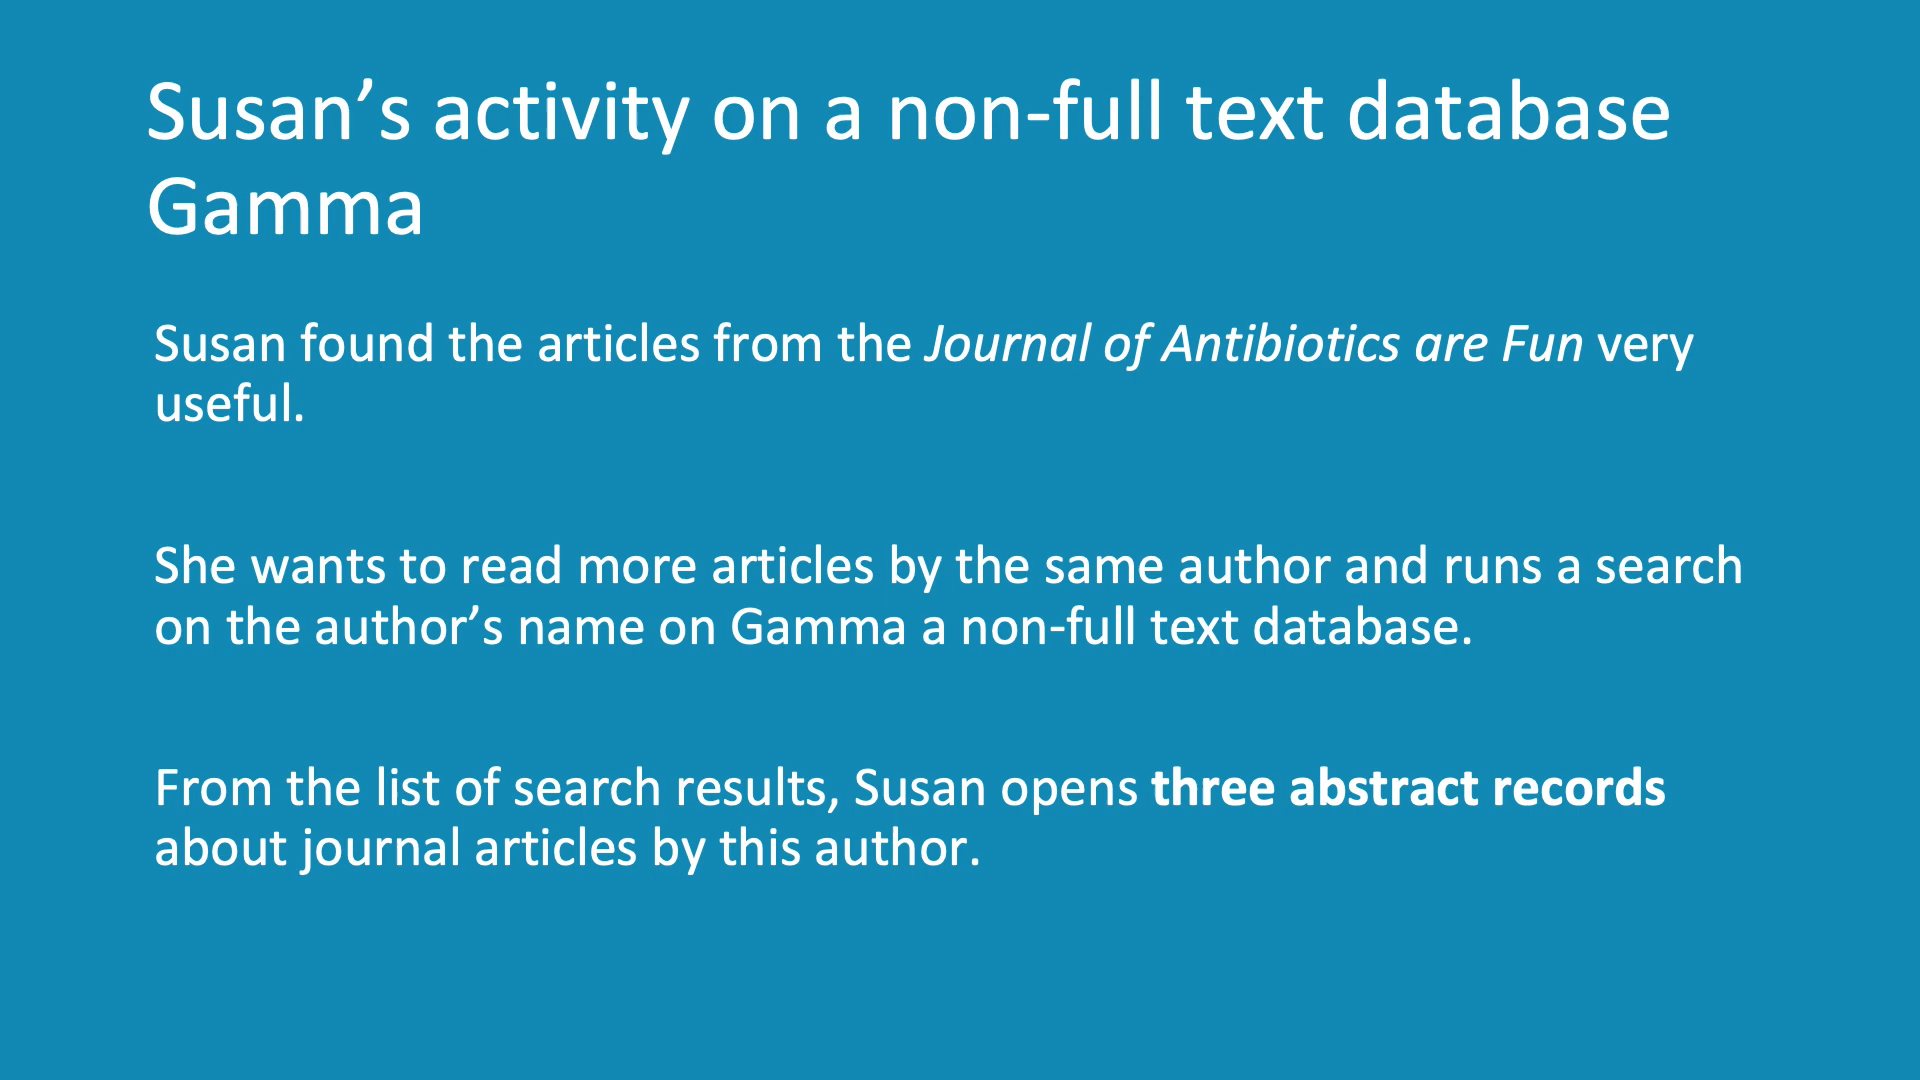 Susan’s activity on a non-full text database
Gamma
Susan found the articles from the Journal of Antibiotics are Fun very
useful.
She wants to read more articles by the same author and runs a search
on the author’s name on Gamma a non-full text database.
From the list of search results, Susan opens three abstract records
about journal articles by this author.